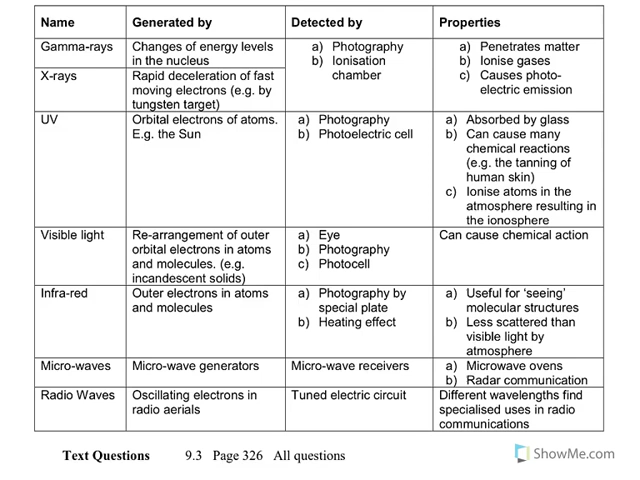 Name Generated by Detected by Properties
Gamma-rays Changes of energy levels a) Photography a) Penetrates matter
in the nucleus b) Ionisation b) Ionise gases
X-rays Rapid deceleration of fast chamber c) Causes photo-
moving electrons (e.g. by electric emission
tungsten target)
UV Orbital electrons of atoms. a) Photography a) Absorbed by glass
E.g. the Sun b) Photoelectric cell b) Can cause many
chemical reactions
(e.g. the tanning of
human skin)
c) Ionise atoms in the
atmosphere resulting in
the ionosphere
Visible light Re-arrangement of outer a) Eye Can cause chemical action
orbital electrons in atoms b) Photography
and molecules. (e.g. c) Photocell
incandescent solids)
Infra-red Outer electrons in atoms a) Photography by a) Useful for ‘seeing’
and molecules special plate molecular structures
b) Heating effect b) Less scattered than
visible light by
atmosphere
Micro-waves Micro-wave generators Micro-wave receivers a) Microwave ovens
b) Radar communication
Radio Waves Oscillating electrons in Tuned electric circuit Different wavelengths find
radio aerials specialised uses in radio
communications
Text Questions 9.3 Page 326 All questions
ShowMe.com